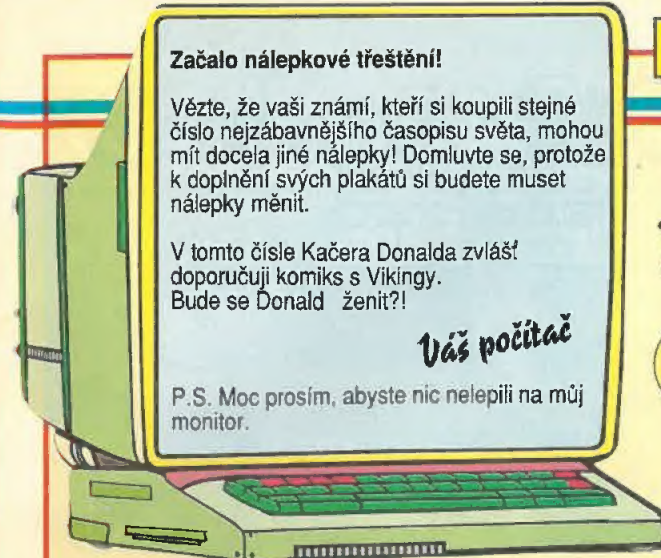 Začalo nálepkové třeštění!
Vězte, že vaši známí, kteří si koupili stejné
číslo nejzábavnějšího časopisu světa, mohou
mít docela jiné nálepky! Domluvte se, protože
k doplnění svých plakátů si budete muset
nálepky měnit.
V tomto čísle Kačera Donalda zvlášť
doporučuji komiks s Vikingy.
Bude se Donald ženit?!
Váš počítač
P.S. Moc prosím, abyste nic nelepili na můj
monitor.